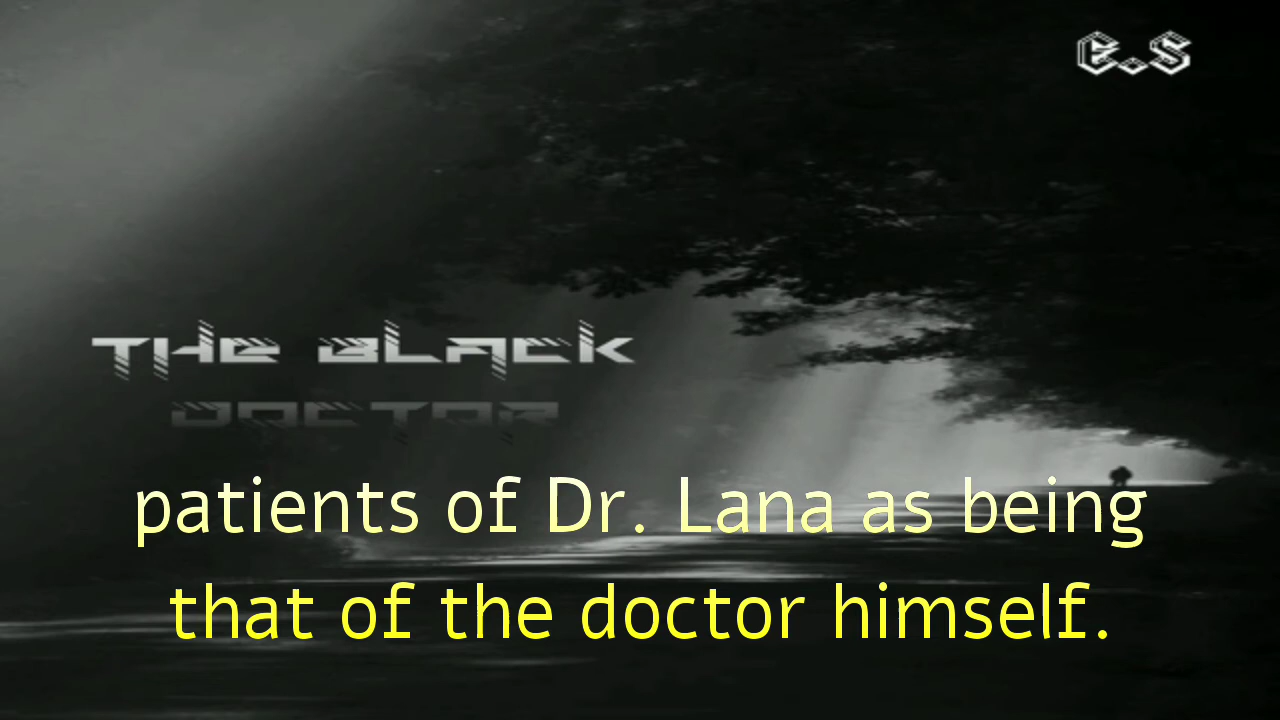 E.S
THE BLACK
DOCTOR
patients of Dr. Lana as being
that of the doctor himself.